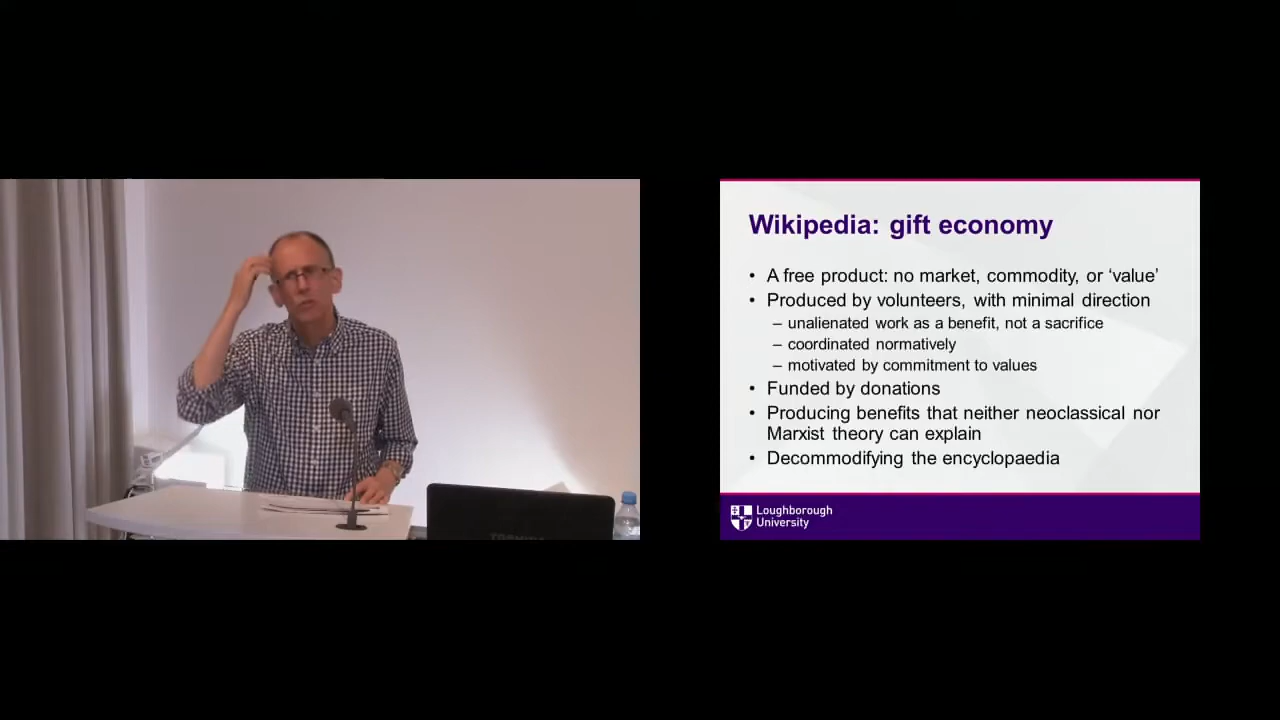 Wikipedia: gift economy
• A free product: no market, commodity, or ‘value’
• Produced by volunteers, with minimal direction
– unalienated work as a benefit, not a sacrifice
– coordinated normatively
– motivated by commitment to values
• Funded by donations
• Producing benefits that neither neoclassical nor
Marxist theory can explain
• Decommodifying the encyclopaedia
Loughborough
University
TOSHIBA